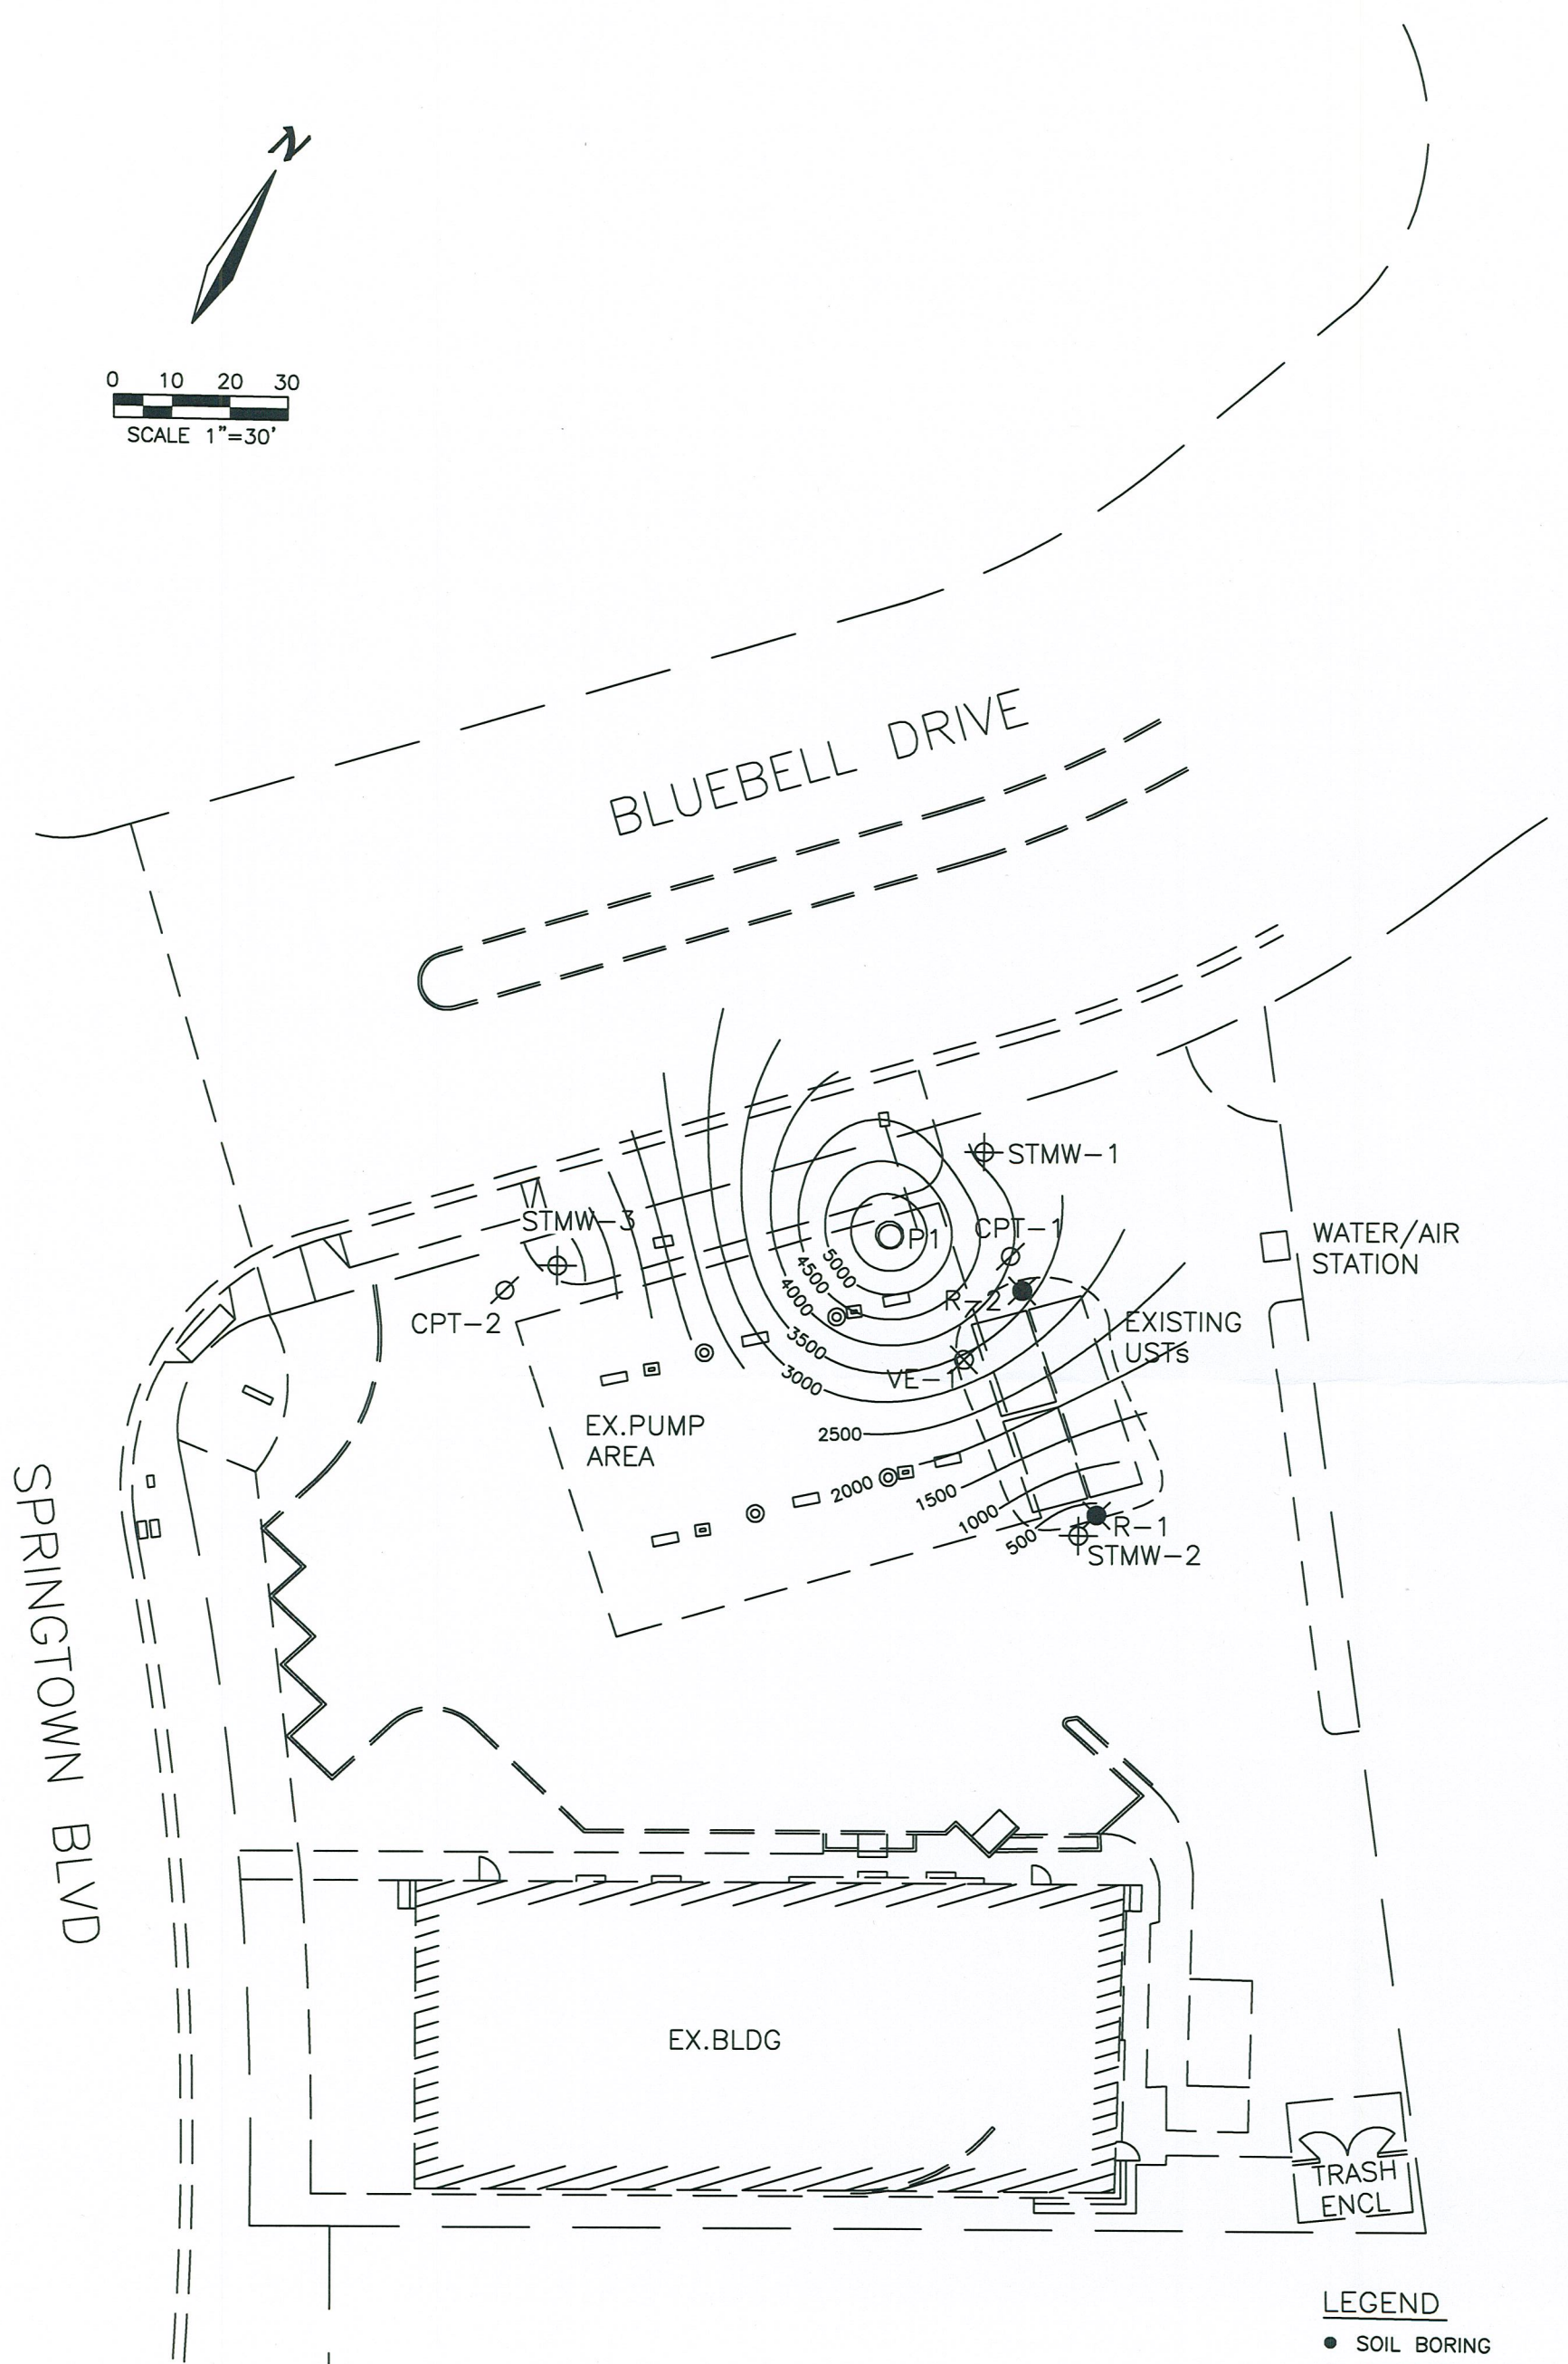 N
0 10 20 30
SCALE 1"=30'
BLUEBELL DRIVE
STMW-1
STMW-3
CPT-1
P1
WATER/AIR
STATION
5000
4500
4000
3500
3000
2500
2000
1500
1000
500
CPT-2
R-2
EXISTING
USTs
VE-1
EX.PUMP
AREA
R-1
STMW-2
SPRINGTOWN BLVD
EX.BLDG
TRASH
ENCL
LEGEND
● SOIL BORING